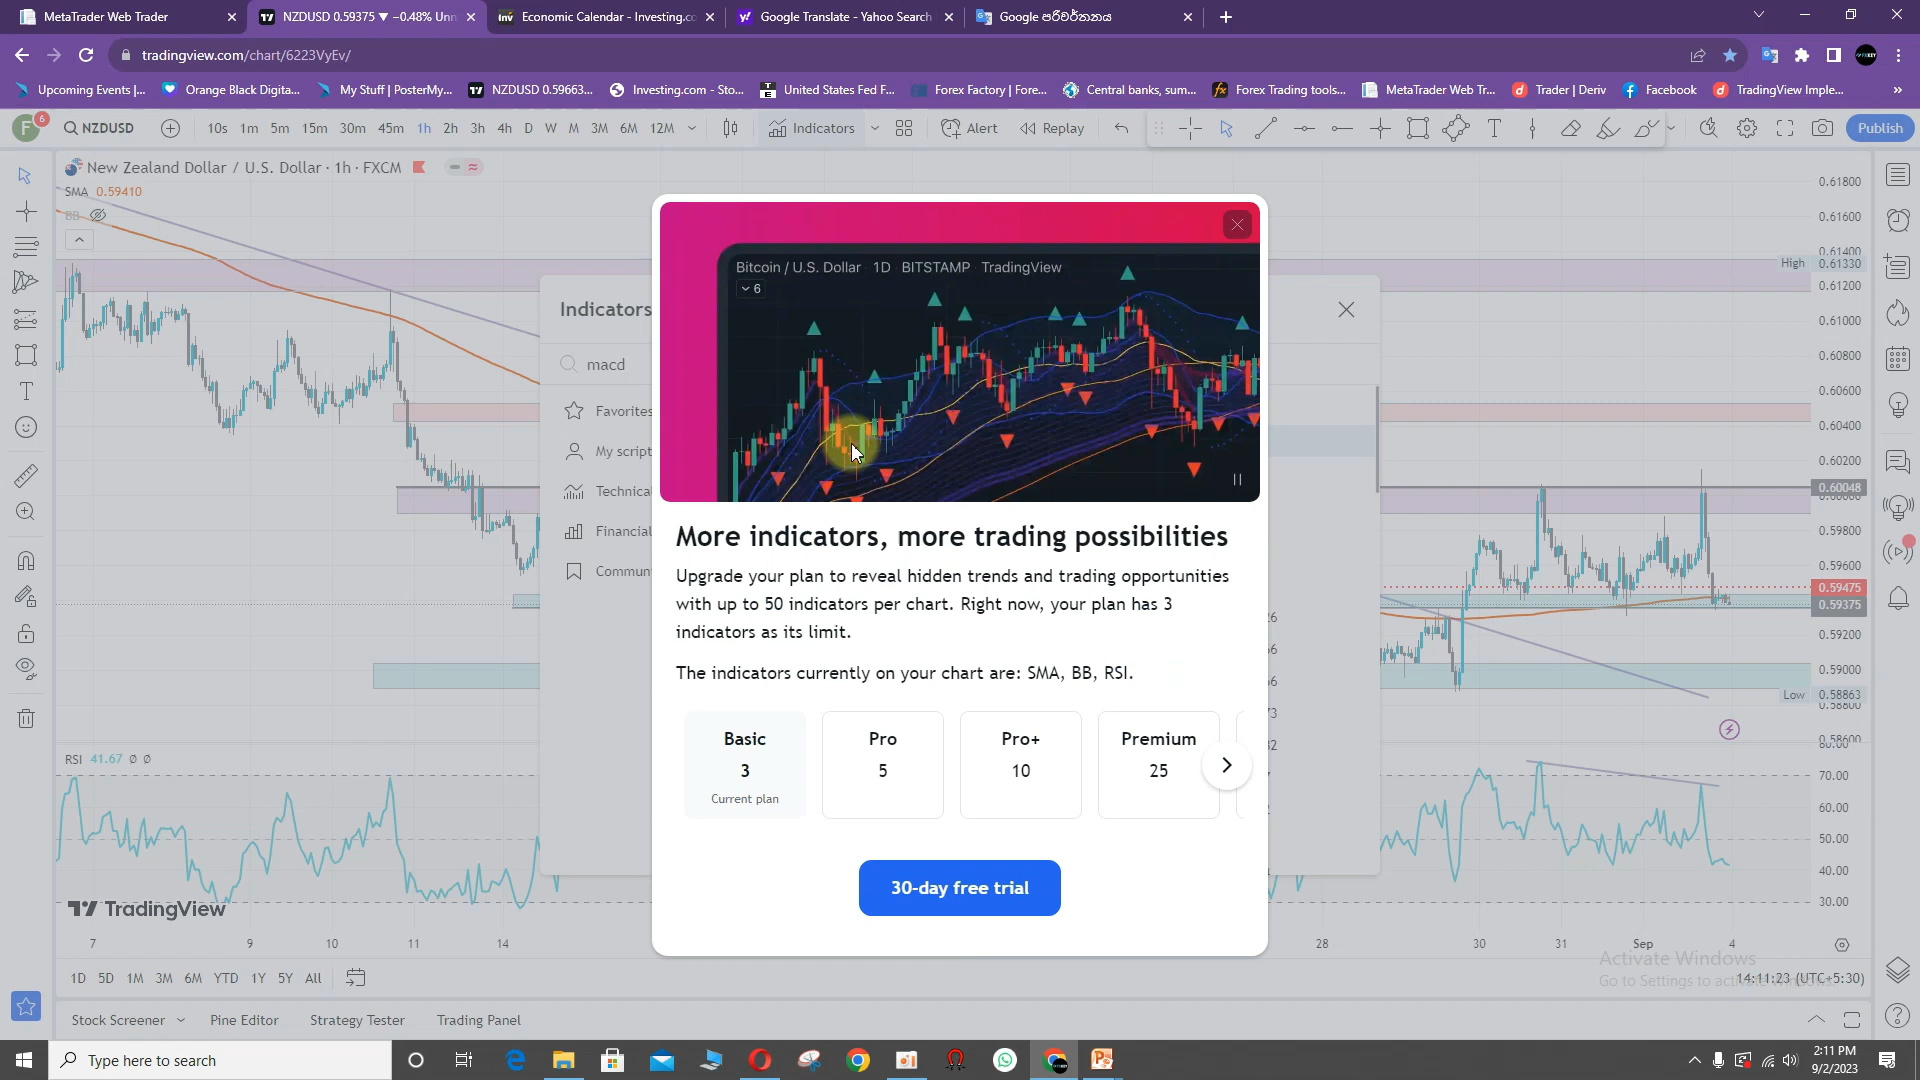 MetaTrader Web Trader
NZDUSD 0.59375 ▼ −0.48% Unn
Economic Calendar - Investing.co
Google Translate - Yahoo Search
Google පරිවර්තනය
tradingview.com/chart/6223VyEv/
Upcoming Events |...
Orange Black Digita...
My Stuff | PosterMy...
NZDUSD 0.59663...
Investing.com - Sto...
United States Fed F...
Forex Factory | Fore...
Central banks, sum...
Forex Trading tools...
MetaTrader Web Tr...
Trader | Deriv
Facebook
TradingView Imple...
F 6 NZDUSD 10s 1m 5m 15m 30m 45m 1h 2h 3h 4h D W M 3M 6M 12M Indicators Alert Replay Publish
New Zealand Dollar / U.S. Dollar · 1h · FXCM
SMA 0.59410
BB
Bitcoin / U.S. Dollar 1D BITSTAMP TradingView
6
Indicators
macd
Favorites
My script
Technica
Financial
Commun
More indicators, more trading possibilities
Upgrade your plan to reveal hidden trends and trading opportunities
with up to 50 indicators per chart. Right now, your plan has 3
indicators as its limit.
The indicators currently on your chart are: SMA, BB, RSI.
Basic Pro Pro+ Premium
3 5 10 25
Current plan
30-day free trial
0.61800
0.61600
0.61400
High 0.61330
0.61200
0.61000
0.60800
0.60600
0.60400
0.60200
0.60048
0.59800
0.59600
0.59475
0.59375
0.59200
0.59000
Low 0.58863
0.58800
0.58600
80.00
70.00
60.00
50.00
40.00
30.00
RSI 41.67 Ø Ø
TradingView
7 9 10 11 14 28 30 31 Sep 4
Activate Windows
Go to Settings to activate Windows.
1D 5D 1M 3M 6M YTD 1Y 5Y All
14:11:23 (UTC+5:30)
Stock Screener Pine Editor Strategy Tester Trading Panel
Type here to search
2:11 PM
9/2/2023